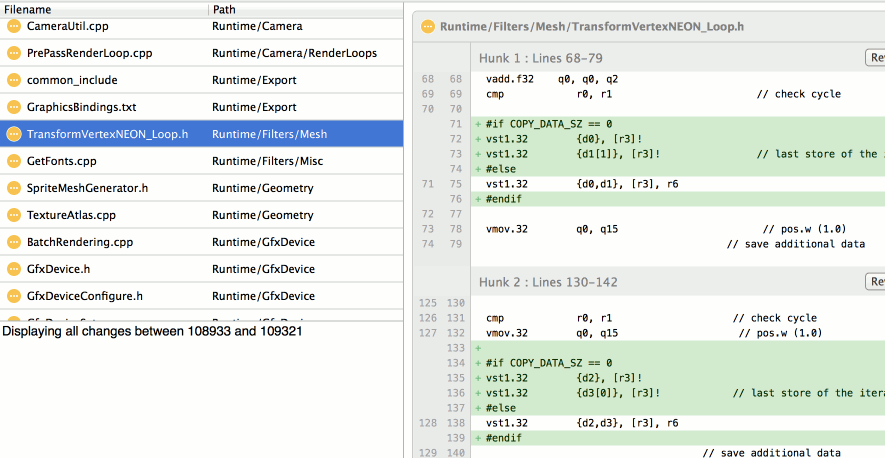 Filename Path
CameraUtil.cpp Runtime/Camera
PrePassRenderLoop.cpp Runtime/Camera/RenderLoops
common_include Runtime/Export
GraphicsBindings.txt Runtime/Export
TransformVertexNEON_Loop.h Runtime/Filters/Mesh
GetFonts.cpp Runtime/Filters/Misc
SpriteMeshGenerator.h Runtime/Geometry
TextureAtlas.cpp Runtime/Geometry
BatchRendering.cpp Runtime/GfxDevice
GfxDevice.h Runtime/GfxDevice
GfxDeviceConfigure.h Runtime/GfxDevice
Displaying all changes between 108933 and 109321
Runtime/Filters/Mesh/TransformVertexNEON_Loop.h
Hunk 1 : Lines 68-79
68 68 vadd.f32 q0, q0, q2
69 69 cmp r0, r1 // check cycle
70 70
71 + #if COPY_DATA_SZ == 0
72 + vst1.32 {d0}, [r3]!
73 + vst1.32 {d1[1]}, [r3]! // last store of the
74 + #else
71 75 vst1.32 {d0,d1}, [r3], r6
76 + #endif
72 77
73 78 vmov.32 q0, q15 // pos.w (1.0)
74 79 // save additional data
Hunk 2 : Lines 130-142
125 130
126 131 cmp r0, r1 // check cycle
127 132 vmov.32 q0, q15 // pos.w (1.0)
133 +
134 + #if COPY_DATA_SZ == 0
135 + vst1.32 {d2}, [r3]!
136 + vst1.32 {d3[0]}, [r3]! // last store of the itera
137 + #else
128 138 vst1.32 {d2,d3}, [r3], r6
139 + #endif
129 140 // save additional data